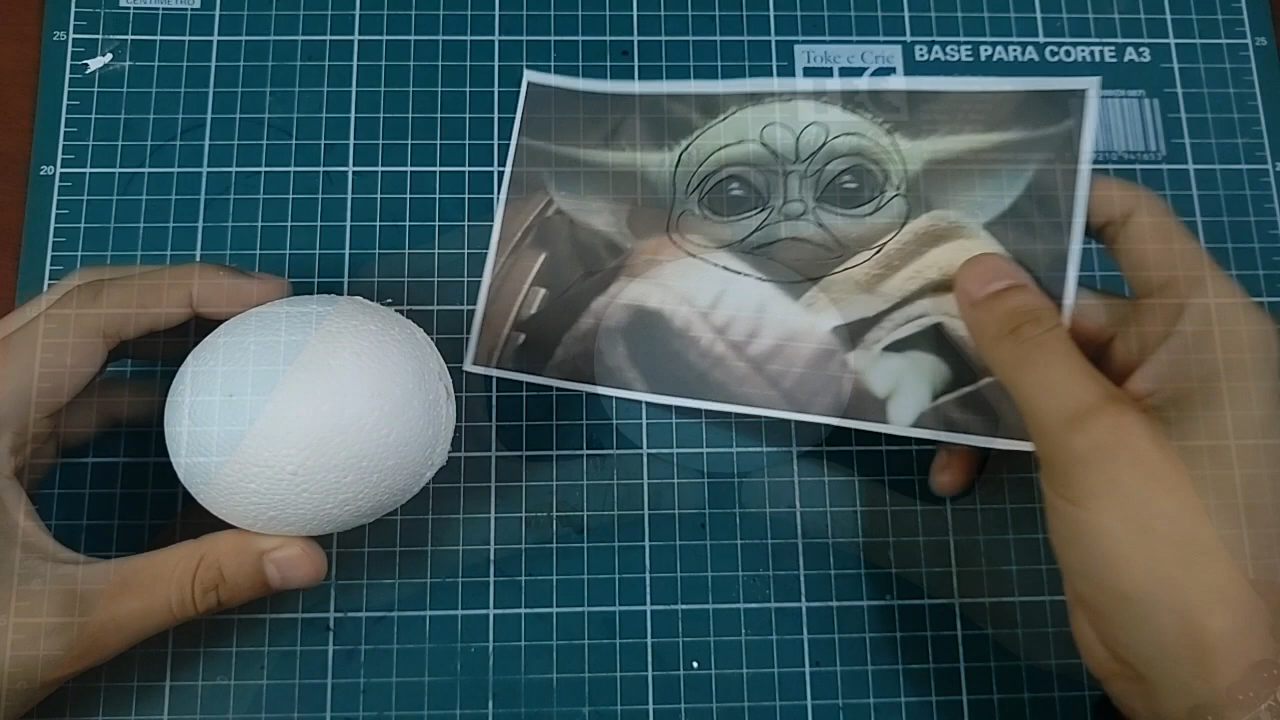 CENTIMETRO
25
Toke e Crie
BASE PARA CORTE A3
25
20